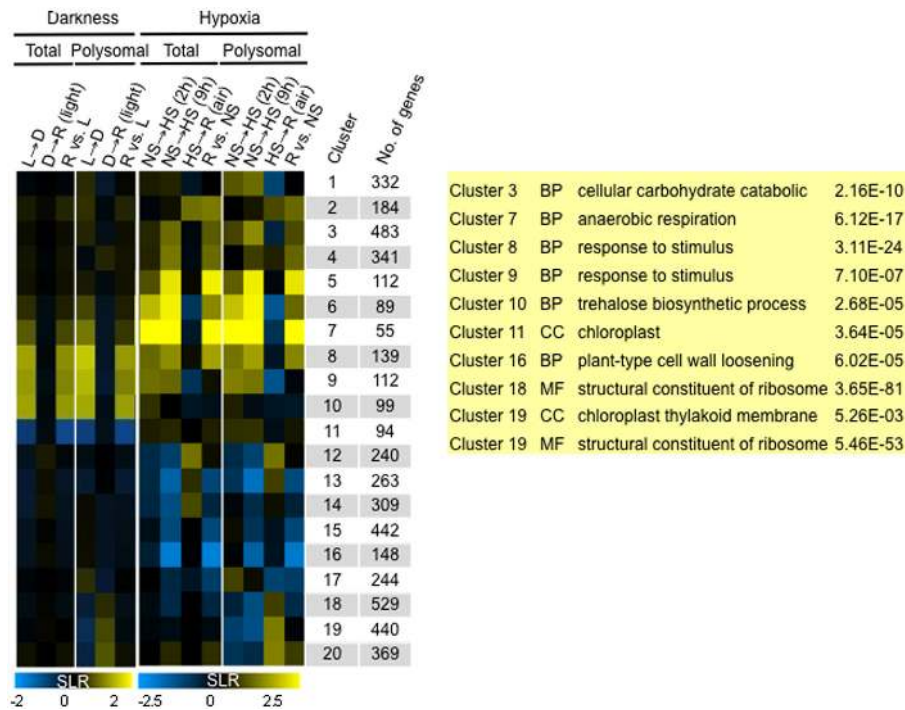 Darkness Hypoxia
Total Polysomal Total Polysomal
L→D D→R (light) R vs. L L→D D→R (light) R vs. L NS→HS (2h) NS→HS (9h) HS→R (air) R vs. NS NS→HS (2h) NS→HS (9h) HS→R (air) R vs. NS Cluster No. of genes
1 332
2 184
3 483
4 341
5 112
6 89
7 55
8 139
9 112
10 99
11 94
12 240
13 263
14 309
15 442
16 148
17 244
18 529
19 440
20 369
SLR SLR
-2 0 2 -2.5 0 2.5
Cluster 3 BP cellular carbohydrate catabolic 2.16E-10
Cluster 7 BP anaerobic respiration 6.12E-17
Cluster 8 BP response to stimulus 3.11E-24
Cluster 9 BP response to stimulus 7.10E-07
Cluster 10 BP trehalose biosynthetic process 2.68E-05
Cluster 11 CC chloroplast 3.64E-05
Cluster 16 BP plant-type cell wall loosening 6.02E-05
Cluster 18 MF structural constituent of ribosome 3.65E-81
Cluster 19 CC chloroplast thylakoid membrane 5.26E-03
Cluster 19 MF structural constituent of ribosome 5.46E-53